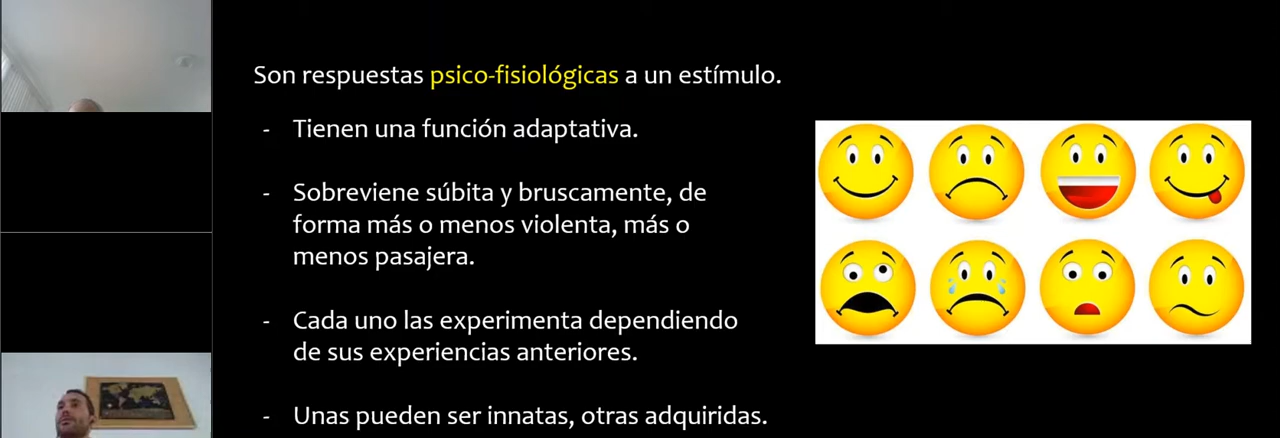 Son respuestas psico-fisiológicas a un estímulo.
- Tienen una función adaptativa.
- Sobreviene súbita y bruscamente, de
forma más o menos violenta, más o
menos pasajera.
- Cada uno las experimenta dependiendo
de sus experiencias anteriores.
- Unas pueden ser innatas, otras adquiridas.